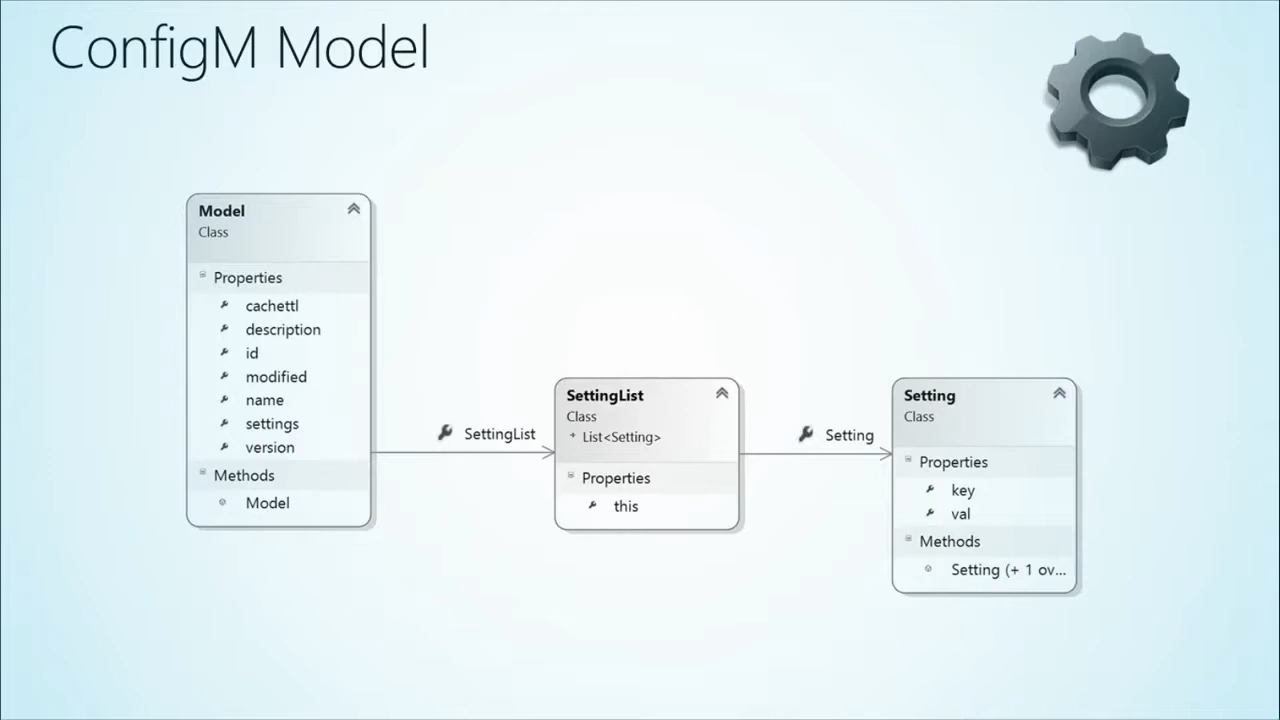 ConfigM Model
Model
Class
Properties
cachettl
description
id
modified
name
settings
version
Methods
Model
SettingList
SettingList
Class
List<Setting>
Properties
this
Setting
Setting
Class
Properties
key
val
Methods
Setting (+ 1 ov...